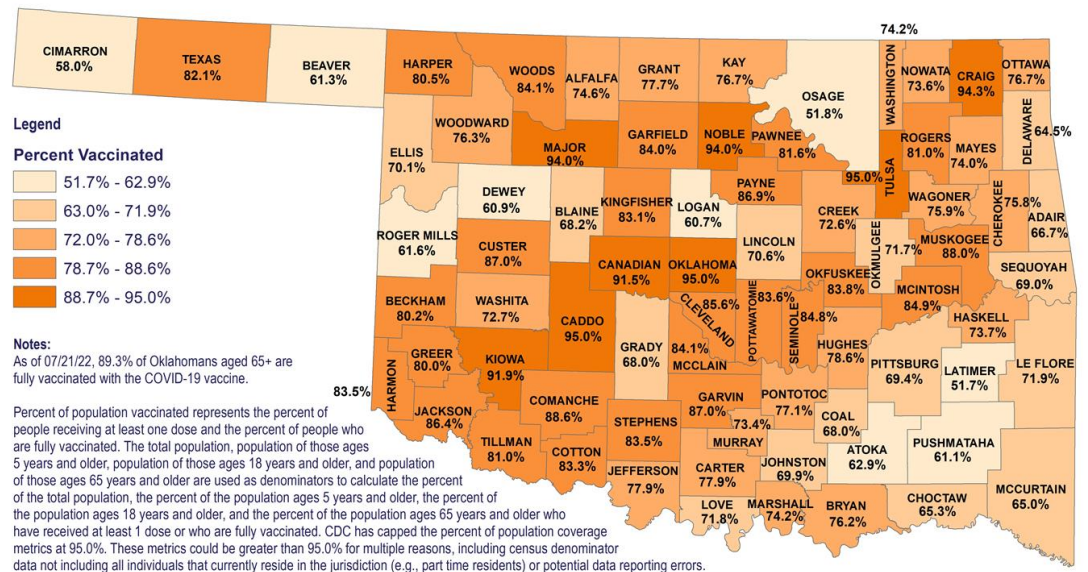 74.2%
CIMARRON
58.0%
TEXAS
82.1%
BEAVER
61.3%
HARPER
80.5%
WOODS
84.1%
ALFALFA
74.6%
GRANT
77.7%
KAY
76.7%
OSAGE
51.8%
WASHINGTON
NOWATA
73.6%
CRAIG
94.3%
OTTAWA
76.7%
DELAWARE
64.5%
Legend
Percent Vaccinated
51.7% - 62.9%
63.0% - 71.9%
72.0% - 78.6%
78.7% - 88.6%
88.7% - 95.0%
ELLIS
70.1%
WOODWARD
76.3%
MAJOR
94.0%
GARFIELD
84.0%
NOBLE
94.0%
PAWNEE
81.6%
ROGERS
81.0%
MAYES
74.0%
TULSA
95.0%
DEWEY
60.9%
BLAINE
68.2%
KINGFISHER
83.1%
LOGAN
60.7%
PAYNE
86.9%
CREEK
72.6%
WAGONER
75.9%
CHEROKEE
75.8%
ADAIR
66.7%
ROGER MILLS
61.6%
CUSTER
87.0%
CANADIAN
91.5%
OKLAHOMA
95.0%
LINCOLN
70.6%
OKMULGEE
71.7%
MUSKOGEE
88.0%
SEQUOYAH
69.0%
OKFUSKEE
83.8%
MCINTOSH
84.9%
BECKHAM
80.2%
WASHITA
72.7%
CADDO
95.0%
GRADY
68.0%
CLEVELAND
85.6%
POTTAWATOMIE
83.6%
SEMINOLE
84.8%
HUGHES
78.6%
HASKELL
73.7%
PITTSBURG
69.4%
LATIMER
51.7%
LE FLORE
71.9%
84.1%
MCCLAIN
Notes:
As of 07/21/22, 89.3% of Oklahomans aged 65+ are
fully vaccinated with the COVID-19 vaccine.
83.5%
HARMON
GREER
80.0%
KIOWA
91.9%
JACKSON
86.4%
COMANCHE
88.6%
TILLMAN
81.0%
COTTON
83.3%
STEPHENS
83.5%
JEFFERSON
77.9%
GARVIN
87.0%
PONTOTOC
77.1%
73.4%
MURRAY
COAL
68.0%
ATOKA
62.9%
PUSHMATAHA
61.1%
CARTER
77.9%
JOHNSTON
69.9%
LOVE
71.8%
MARSHALL
74.2%
BRYAN
76.2%
CHOCTAW
65.3%
MCCURTAIN
65.0%
Percent of population vaccinated represents the percent of
people receiving at least one dose and the percent of people who
are fully vaccinated. The total population, population of those ages
5 years and older, population of those ages 18 years and older, and population
of those ages 65 years and older are used as denominators to calculate the percent
of the total population, the percent of the population ages 5 years and older, the percent of
the population ages 18 years and older, and the percent of the population ages 65 years and older who
have received at least 1 dose or who are fully vaccinated. CDC has capped the percent of population coverage
metrics at 95.0%. These metrics could be greater than 95.0% for multiple reasons, including census denominator
data not including all individuals that currently reside in the jurisdiction (e.g., part time residents) or potential data reporting errors.